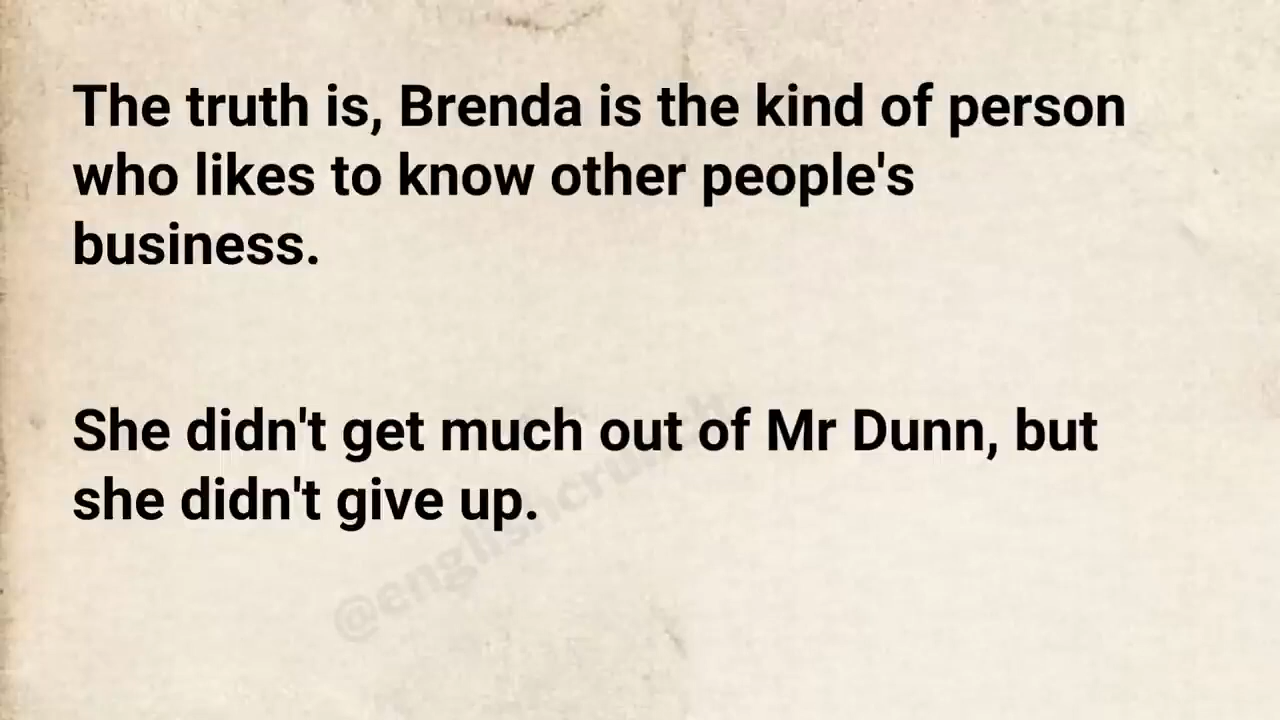 The truth is, Brenda is the kind of person
who likes to know other people's
business.
She didn't get much out of Mr Dunn, but
she didn't give up.
@englishcrunch